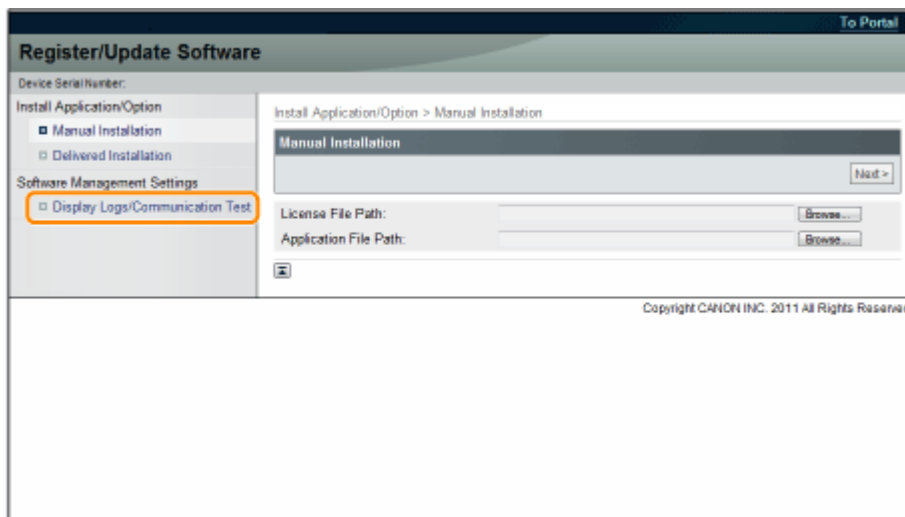 To Portal
Register/Update Software
Device Serial Number:
Install Application/Option
Manual Installation
Delivered Installation
Software Management Settings
Display Logs/Communication Test
Install Application/Option > Manual Installation
Manual Installation
Next >
License File Path:
Browse...
Application File Path:
Browse...
Copyright CANON INC. 2011 All Rights Reserve